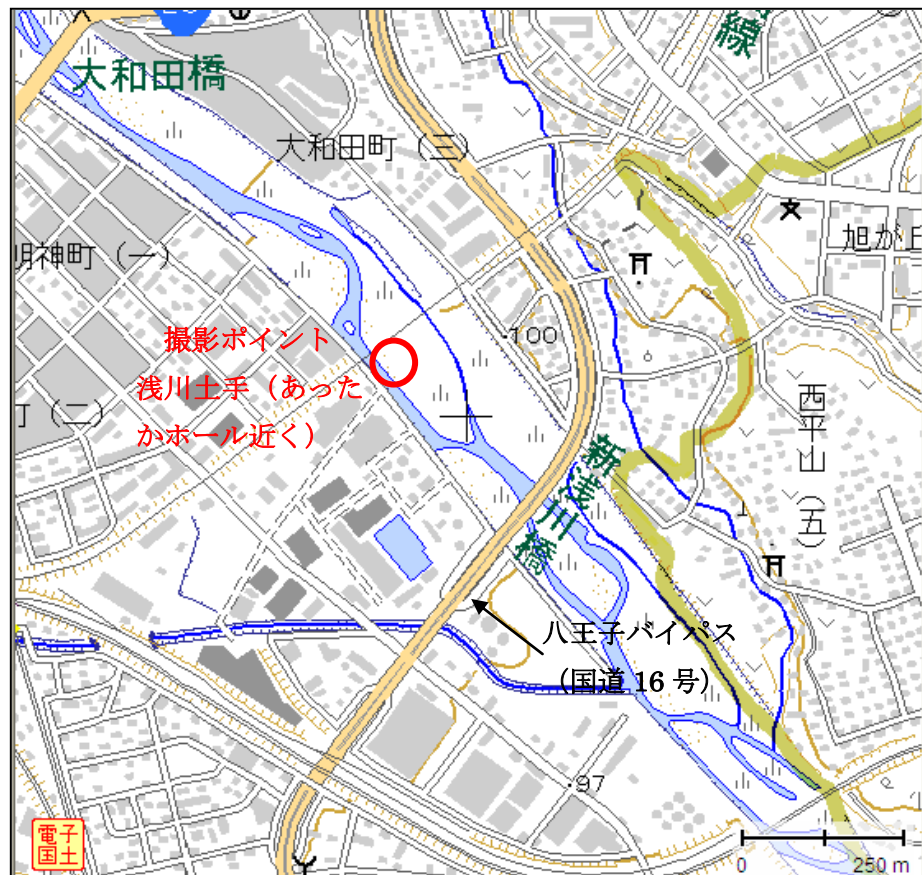 大和田橋
線
大和田町（三）
明神町（一）
旭が丘
撮影ポイント
浅川土手（あった
かホール近く）
100
町（二）
西平山（五）
新浅川橋
八王子バイパス
（国道 16 号）
・97
電子
国土
0
250 m